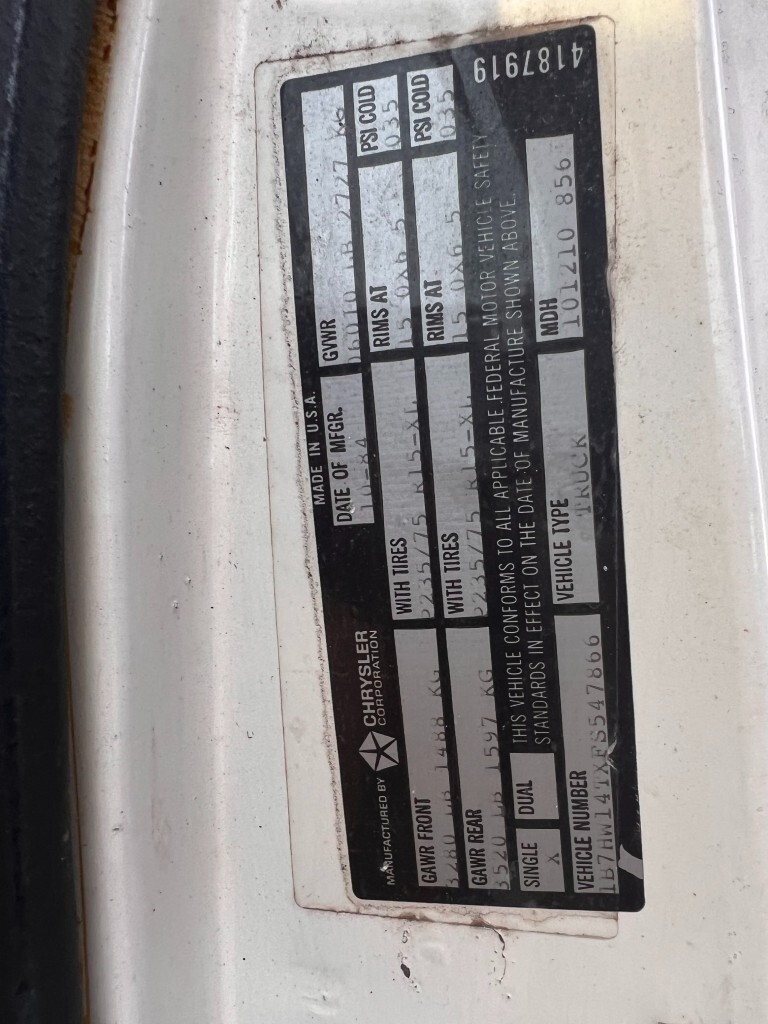 MADE IN U.S.A.
4187919
MANUFACTURED BY CHRYSLER CORPORATION
DATE OF MFGR.
10-84
GVWR
06010 LB 2727 KG
GAWR FRONT
3280 LB 1488 KG
WITH TIRES
P235/75 R15-XL
RIMS AT
15.0X6.5
PSI COLD
035
GAWR REAR
3520 LB 1597 KG
WITH TIRES
P235/75 R15-XL
RIMS AT
15.0X6.5
PSI COLD
035
SINGLE
X
DUAL
THIS VEHICLE CONFORMS TO ALL APPLICABLE FEDERAL MOTOR VEHICLE SAFETY
STANDARDS IN EFFECT ON THE DATE OF MANUFACTURE SHOWN ABOVE.
VEHICLE NUMBER
1B7HW14TXFS547866
VEHICLE TYPE
TRUCK
MDH
101210 856